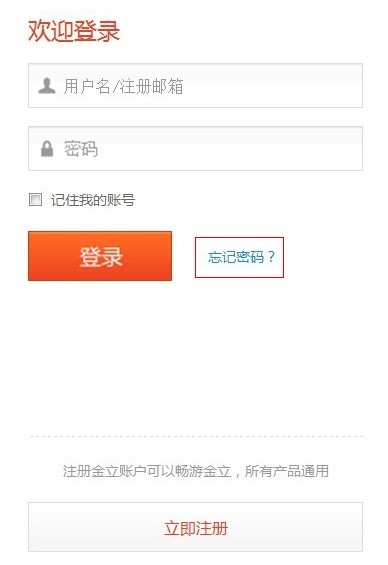 欢迎登录
用户名/注册邮箱
密码
记住我的账号
登录 忘记密码？
注册金立账户可以畅游金立，所有产品通用
立即注册